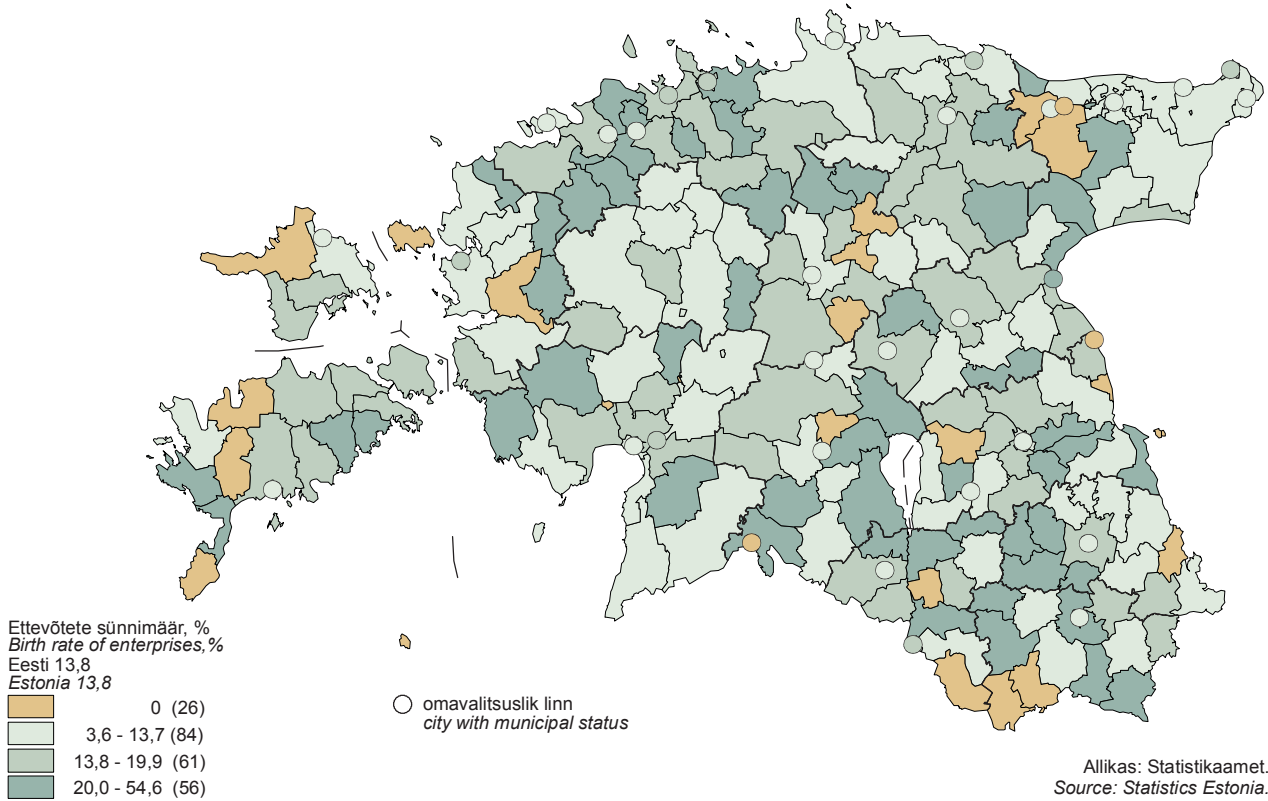 Ettevõtete sünnimäär, %
Birth rate of enterprises,%
Eesti 13,8
Estonia 13,8
0 (26)
3,6 - 13,7 (84)
13,8 - 19,9 (61)
20,0 - 54,6 (56)
omavalitsuslik linn
city with municipal status
Allikas: Statistikaamet.
Source: Statistics Estonia.